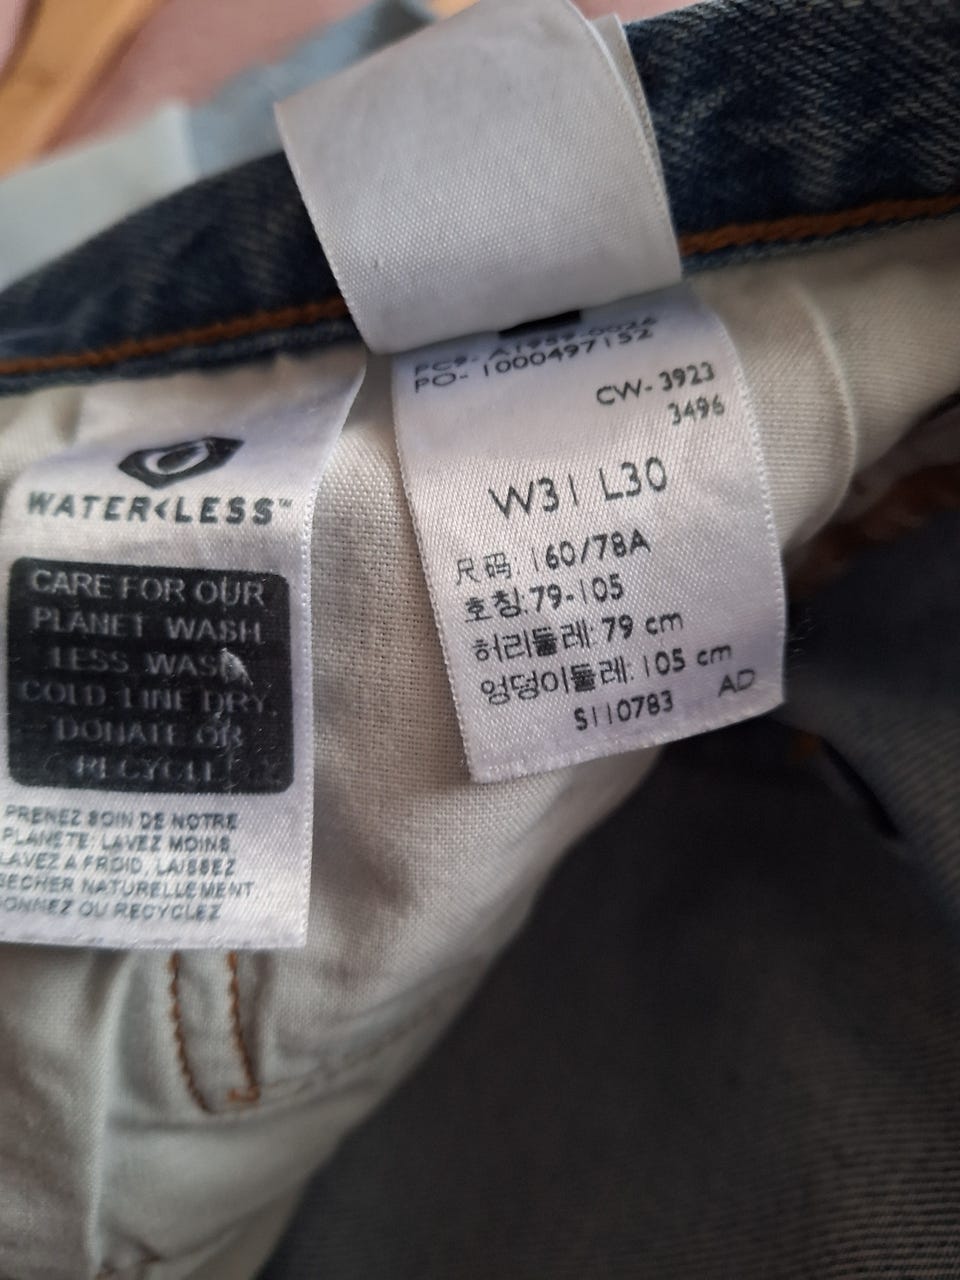 WATER<LESS™
CARE FOR OUR
PLANET WASH
LESS WASH
COLD LINE DRY
DONATE OR
RECYCLE
PRENEZ SOIN DE NOTRE
PLANETE: LAVEZ MOINS,
LAVEZ A FROID, LAISSEZ
SECHER NATURELLEMENT,
DONNEZ OU RECYCLEZ
PC9- A1959-0026
PO- 1000497152
CW- 3923
3496
W31 L30
尺码: 160/78A
호칭: 79-105
허리둘레: 79 cm
엉덩이둘레: 105 cm
S110783 AD